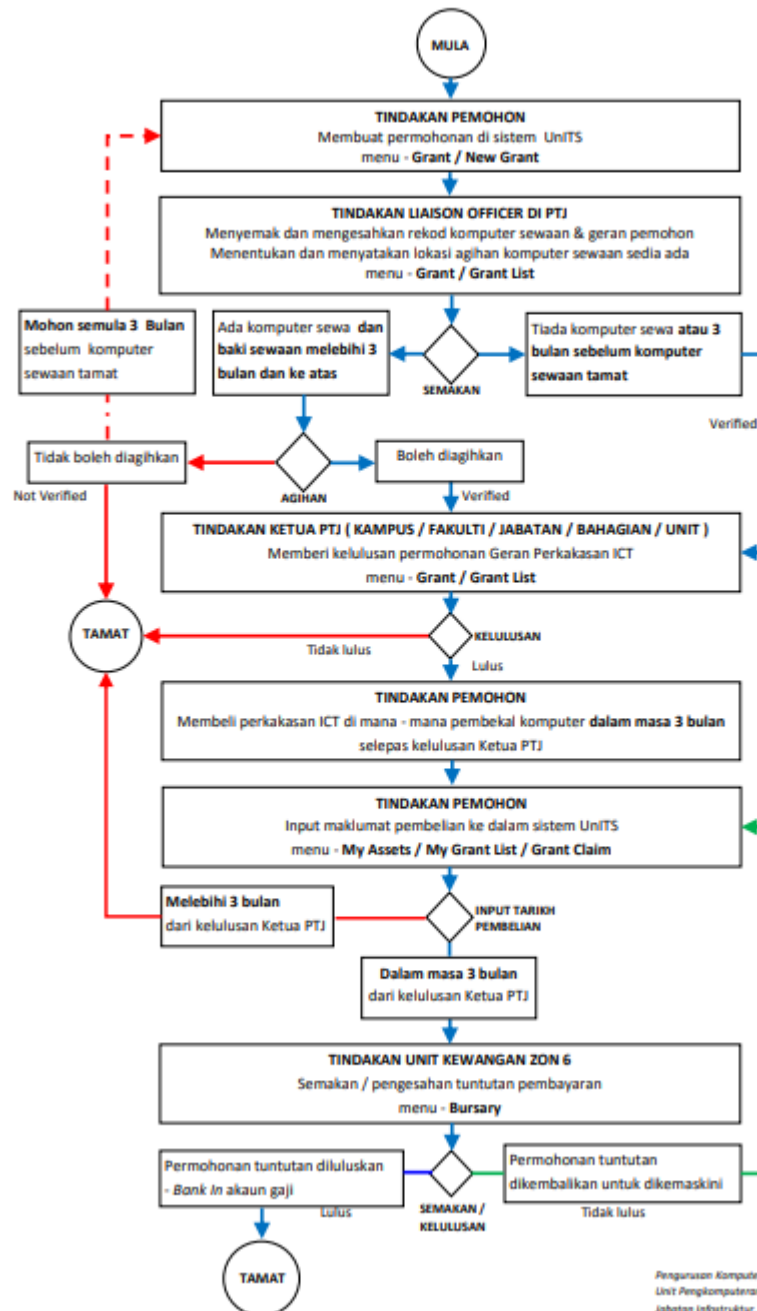 MULA
TINDAKAN PEMOHON
Membuat permohonan di sistem UnITS
menu - Grant / New Grant
TINDAKAN LIAISON OFFICER DI PTJ
Menyemak dan mengesahkan rekod komputer sewaan & geran pemohon
Menentukan dan menyatakan lokasi agihan komputer sewaan sedia ada
menu - Grant / Grant List
Mohon semula 3 Bulan
sebelum komputer
sewaan tamat
Ada komputer sewa dan
baki sewaan melebihi 3
bulan dan ke atas
SEMAKAN
Tiada komputer sewa atau 3
bulan sebelum komputer
sewaan tamat
Verified
Tidak boleh diagihkan
Not Verified
AGIHAN
Boleh diagihkan
Verified
TINDAKAN KETUA PTJ ( KAMPUS / FAKULTI / JABATAN / BAHAGIAN / UNIT )
Memberi kelulusan permohonan Geran Perkakasan ICT
menu - Grant / Grant List
TAMAT
Tidak lulus
KELULUSAN
Lulus
TINDAKAN PEMOHON
Membeli perkakasan ICT di mana - mana pembekal komputer dalam masa 3 bulan
selepas kelulusan Ketua PTJ
TINDAKAN PEMOHON
Input maklumat pembelian ke dalam sistem UnITS
menu - My Assets / My Grant List / Grant Claim
Melebihi 3 bulan
dari kelulusan Ketua PTJ
INPUT TARIKH
PEMBELIAN
Dalam masa 3 bulan
dari kelulusan Ketua PTJ
TINDAKAN UNIT KEWANGAN ZON 6
Semakan / pengesahan tuntutan pembayaran
menu - Bursary
Permohonan tuntutan diluluskan
- Bank In akaun gaji
Lulus
SEMAKAN /
KELULUSAN
Permohonan tuntutan
dikembalikan untuk dikemaskini
Tidak lulus
TAMAT
Pengurusan Kompute
Unit Pengkomputeran
Jabatan Infostruktur